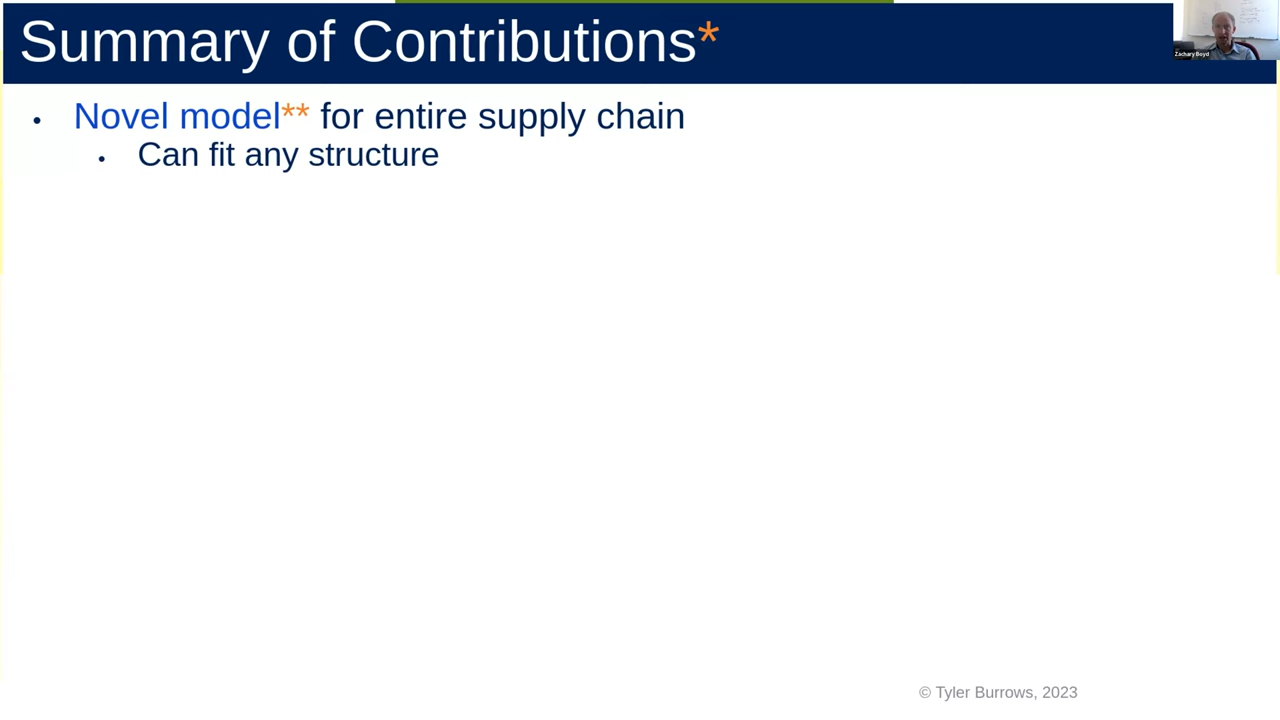 Summary of Contributions*
Zachary Boyd
• Novel model** for entire supply chain
• Can fit any structure
© Tyler Burrows, 2023